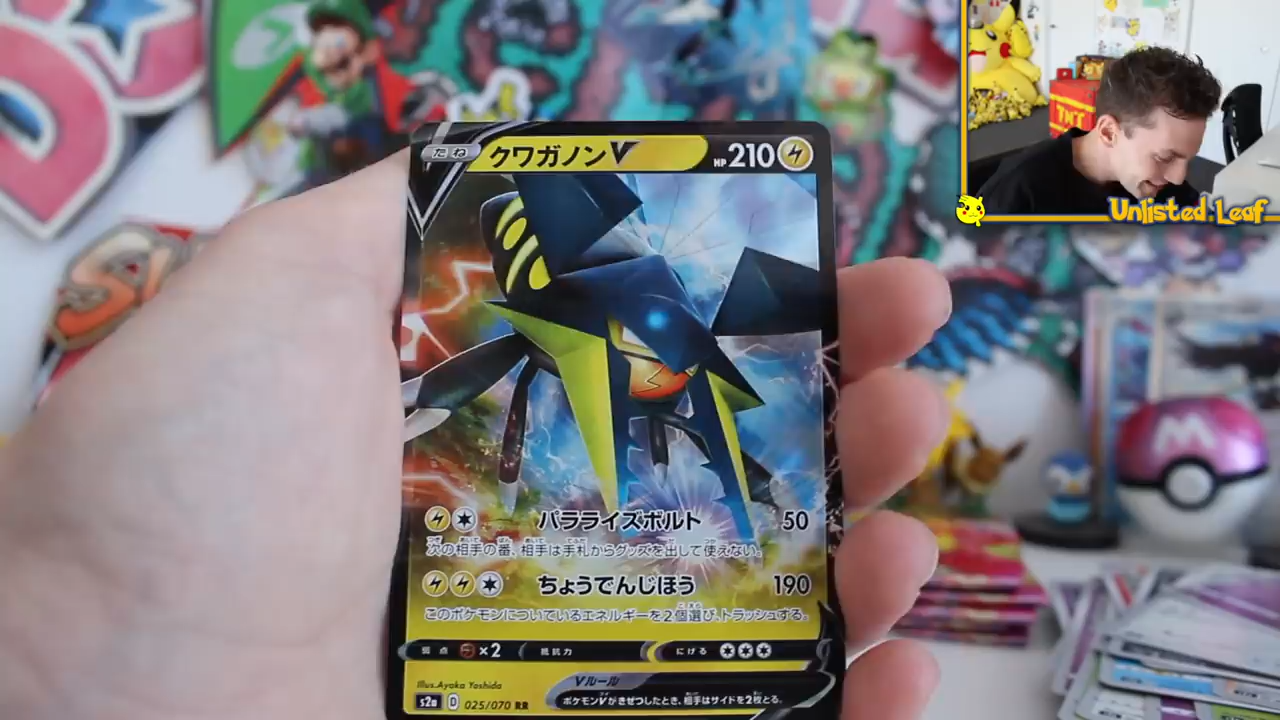 たね クワガノンV HP210
パラライズボルト 50
次の相手の番、相手は手札からグッズを出して使えない。
ちょうでんじほう 190
このポケモンについているエネルギーを2個選び、トラッシュする。
弱点 ×2 抵抗力 にげる
Illus. Ayaka Yoshida
s2a D 025/070 RR
Vルール
ポケモンVがきぜつしたとき、相手はサイドを2枚とる。
TNT
Unlisted Leaf
M